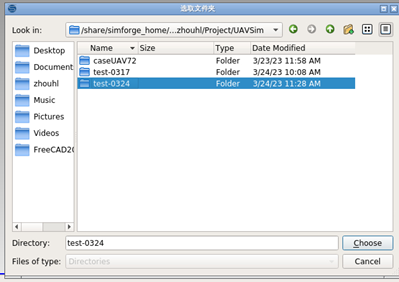 选取文件夹
Look in: /share/simforge_home/...zhouhl/Project/UAVSim
Desktop
Document
zhouhl
Music
Pictures
Videos
FreeCAD20
Name Size Type Date Modified
caseUAV72 Folder 3/23/23 11:58 AM
test-0317 Folder 3/24/23 10:08 AM
test-0324 Folder 3/24/23 11:28 AM
Directory: test-0324 Choose
Files of type: Directories Cancel